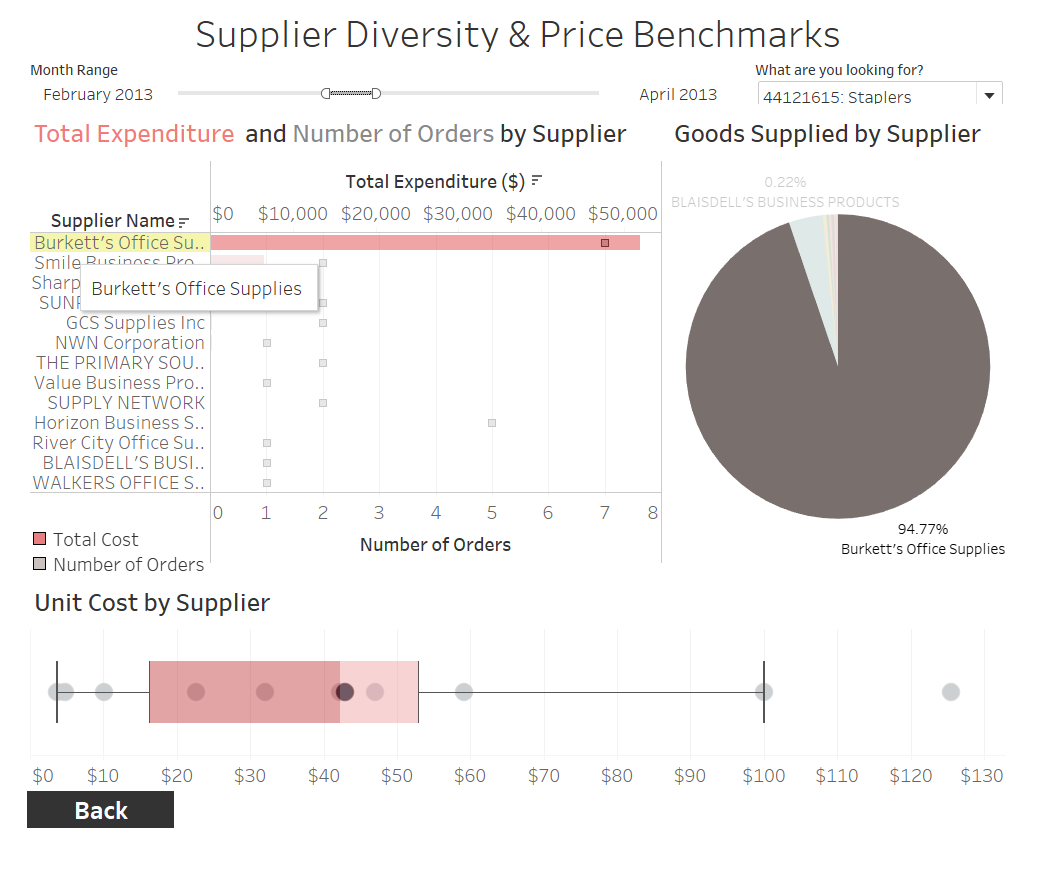 Supplier Diversity & Price Benchmarks
Month Range
What are you looking for?
February 2013
April 2013
44121615: Staplers
Total Expenditure and Number of Orders by Supplier
Goods Supplied by Supplier
Total Expenditure ($)
Supplier Name
$0 $10,000 $20,000 $30,000 $40,000 $50,000
Burkett's Office Su..
Smile Business Pro..
Sharp
Burkett's Office Supplies
GCS Supplies Inc
NWN Corporation
THE PRIMARY SOU..
Value Business Pro..
SUPPLY NETWORK
Horizon Business S..
River City Office Su..
BLAISDELL'S BUSI..
WALKERS OFFICE S..
0 1 2 3 4 5 6 7 8
Number of Orders
Total Cost
Number of Orders
0.22%
BLAISDELL'S BUSINESS PRODUCTS
94.77%
Burkett's Office Supplies
Unit Cost by Supplier
$0 $10 $20 $30 $40 $50 $60 $70 $80 $90 $100 $110 $120 $130
Back